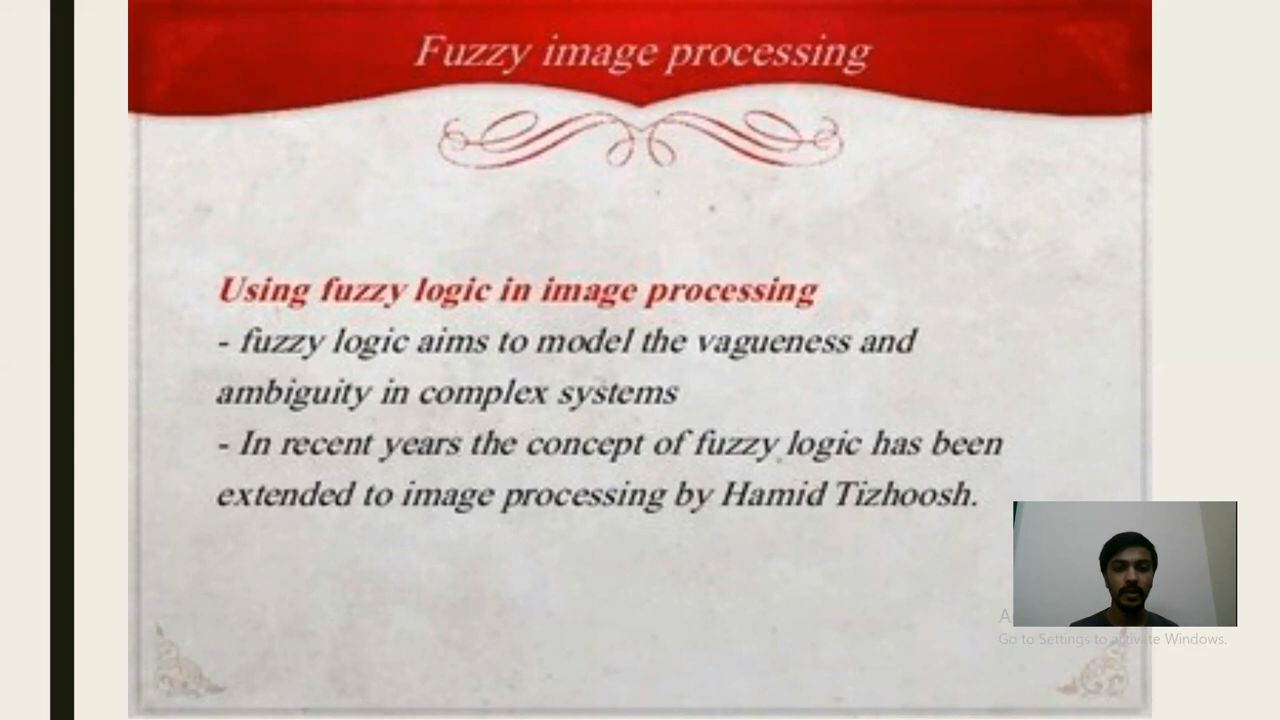 Fuzzy image processing
Using fuzzy logic in image processing
- fuzzy logic aims to model the vagueness and
ambiguity in complex systems
- In recent years the concept of fuzzy logic has been
extended to image processing by Hamid Tizhoosh.
Go to Settings to activate Windows.